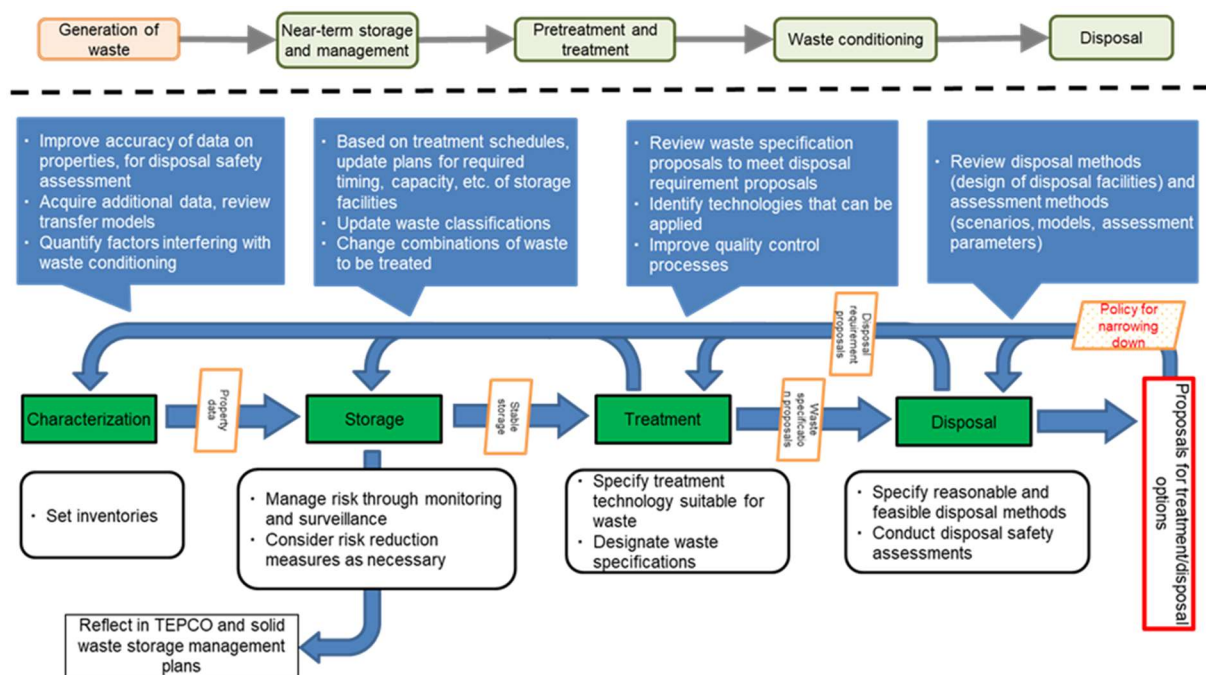 Generation of
waste
Near-term storage
and management
Pretreatment and
treatment
Waste conditioning
Disposal
· Improve accuracy of data on
properties, for disposal safety
assessment
· Acquire additional data, review
transfer models
· Quantify factors interfering with
waste conditioning
· Based on treatment schedules,
update plans for required
timing, capacity, etc. of storage
facilities
· Update waste classifications
· Change combinations of waste
to be treated
· Review waste specification
proposals to meet disposal
requirement proposals
· Identify technologies that can be
applied
· Improve quality control
processes
· Review disposal methods
(design of disposal facilities) and
assessment methods
(scenarios, models, assessment
parameters)
Disposal
requirement
proposals
Policy for
narrowing
down
Characterization
Property
data
Storage
Stable
storage
Treatment
Waste
specificatio
n proposals
Disposal
Proposals for treatment/disposal
options
· Set inventories
· Manage risk through monitoring
and surveillance
· Consider risk reduction
measures as necessary
· Specify treatment
technology suitable for
waste
· Designate waste
specifications
· Specify reasonable and
feasible disposal methods
· Conduct disposal safety
assessments
Reflect in TEPCO and solid
waste storage management
plans